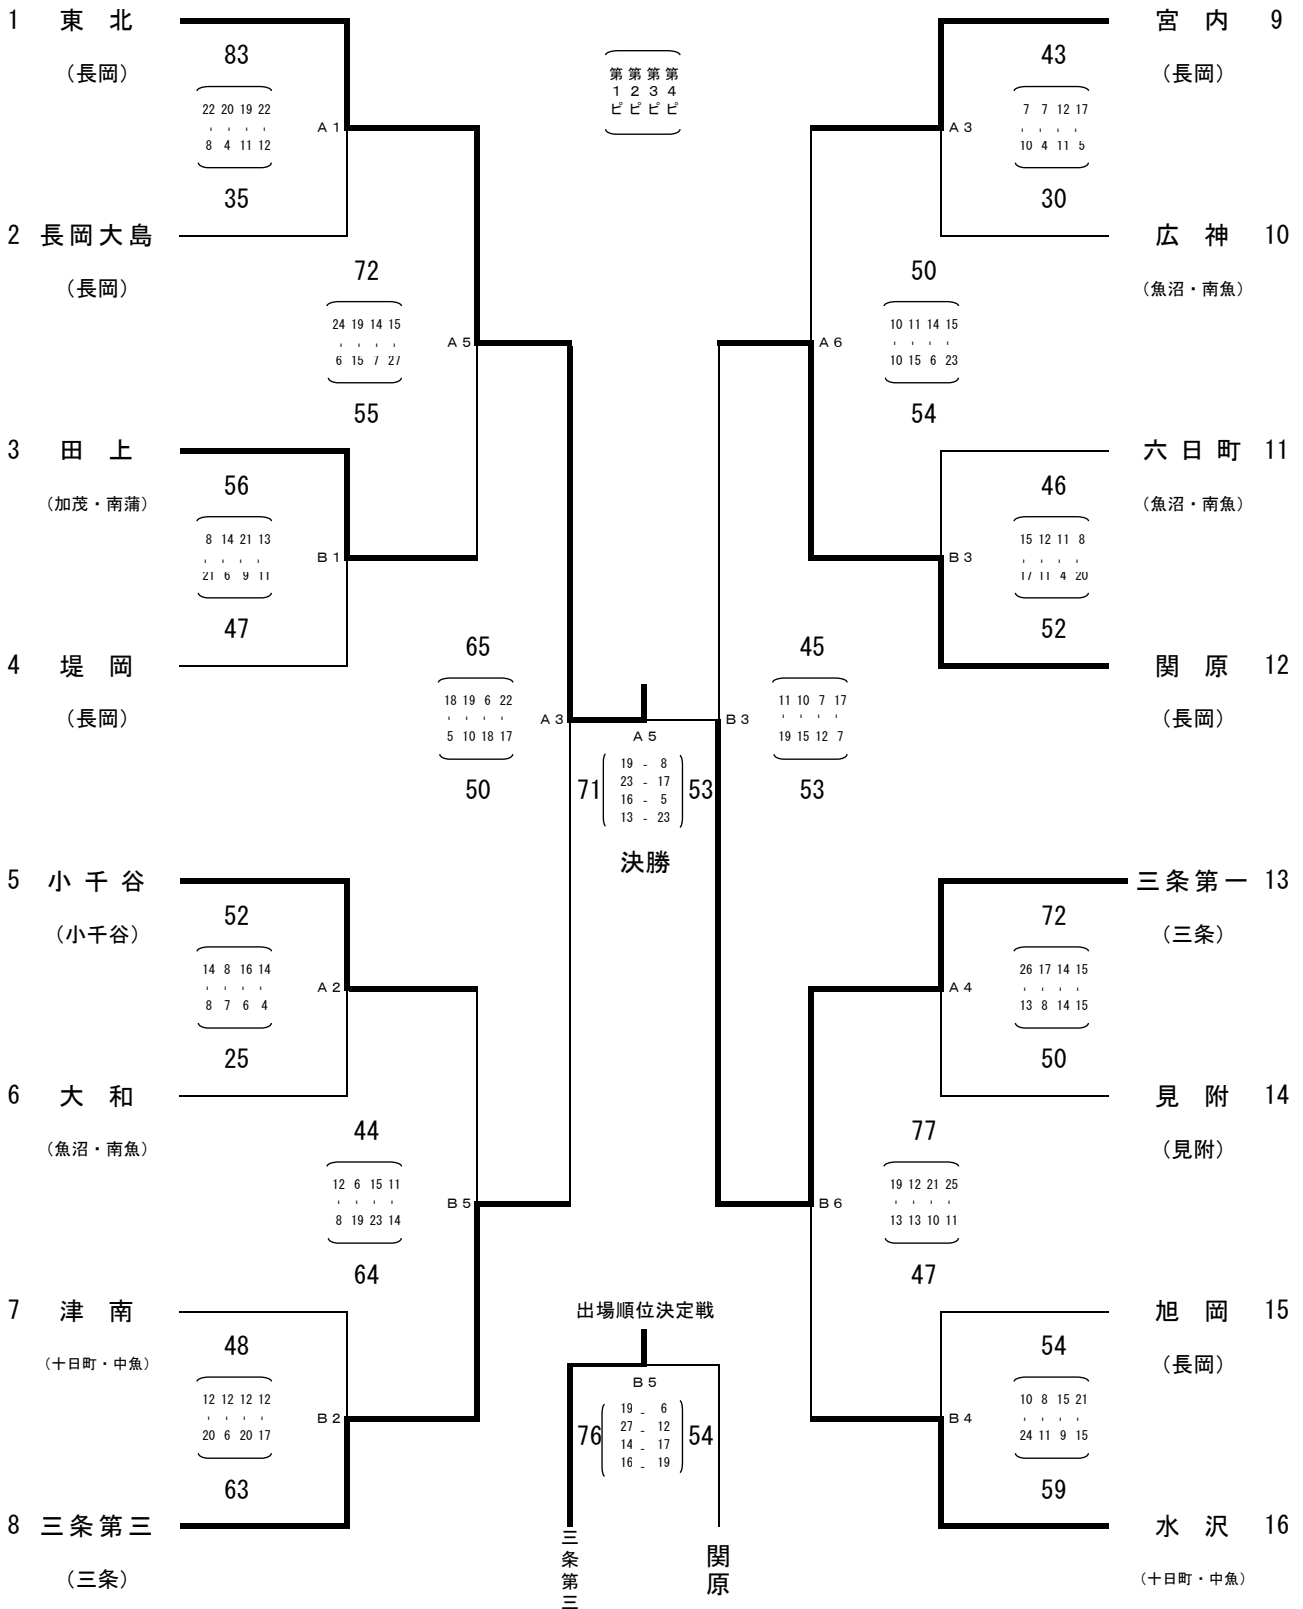 1 東北
(長岡)
83
22 20 19 22
- - - -
8 4 11 12
35
A1
2 長岡大島
(長岡)
72
24 19 14 15
- - - -
6 15 7 27
55
A5
3 田上
(加茂・南蒲)
56
8 14 21 13
- - - -
21 6 9 11
47
B1
4 堤岡
(長岡)
65
18 19 6 22
- - - -
5 10 18 17
50
A3
5 小千谷
(小千谷)
52
14 8 16 14
- - - -
8 7 6 4
25
A2
6 大和
(魚沼・南魚)
44
12 6 15 11
- - - -
8 19 23 14
64
B5
7 津南
(十日町・中魚)
48
12 12 12 12
- - - -
20 6 20 17
63
B2
8 三条第三
(三条)
第1ピ 第2ピ 第3ピ 第4ピ
A5
71
19 - 8
23 - 17
16 - 5
13 - 23
53
決勝
出場順位決定戦
B5
76
19 - 6
27 - 12
14 - 17
16 - 19
54
三条第三
関原
宮内 9
(長岡)
43
7 7 12 17
- - - -
10 4 11 5
30
A3
広神 10
(魚沼・南魚)
50
10 11 14 15
- - - -
10 15 6 23
54
A6
六日町 11
(魚沼・南魚)
46
15 12 11 8
- - - -
17 11 4 20
52
B3
関原 12
(長岡)
45
11 10 7 17
- - - -
19 15 12 7
53
B3
三条第一 13
(三条)
72
26 17 14 15
- - - -
13 8 14 15
50
A4
見附 14
(見附)
77
19 12 21 25
- - - -
13 13 10 11
47
B6
旭岡 15
(長岡)
54
10 8 15 21
- - - -
24 11 9 15
59
B4
水沢 16
(十日町・中魚)